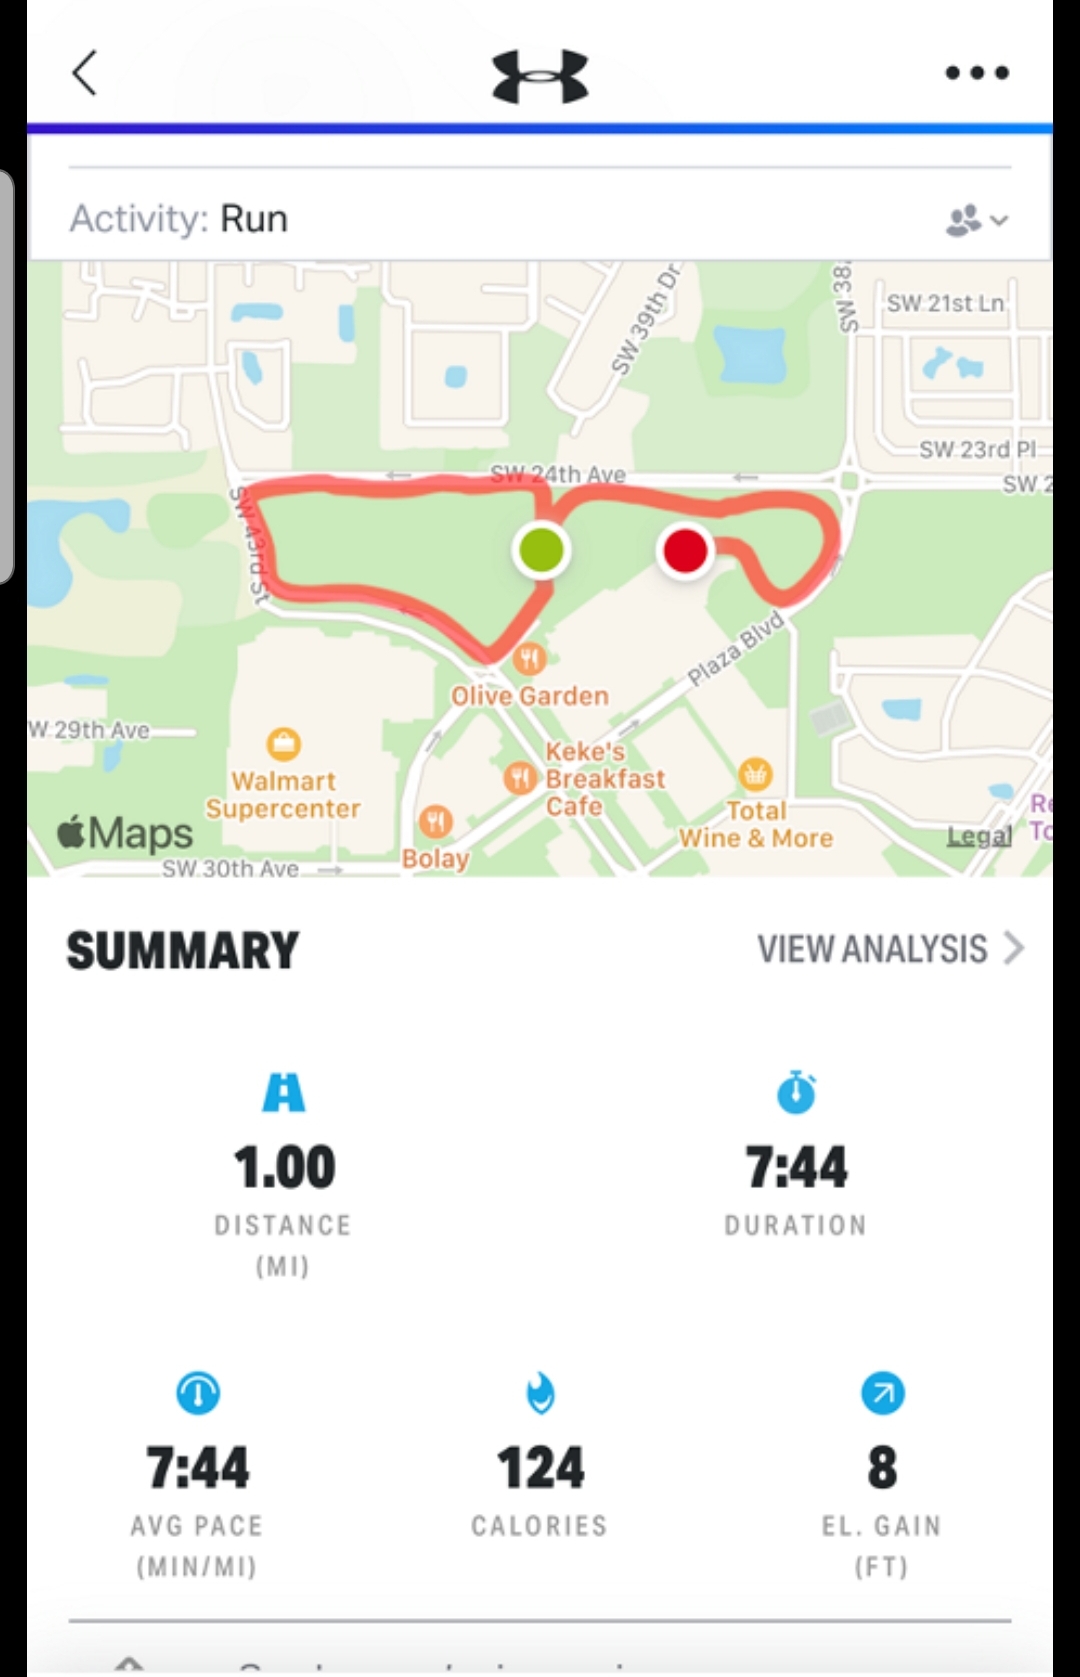 Activity: Run
SW 38
SW 21st Ln
SW 39th Dr
SW 23rd Pl
SW 24th Ave
SW 2
SW 43rd St
Plaza Blvd
Olive Garden
W 29th Ave
Keke's
Breakfast
Cafe
Walmart
Supercenter
Total
Wine & More
Re
To
Maps
Legal
Bolay
SW 30th Ave
SUMMARY
VIEW ANALYSIS
1.00
7:44
DISTANCE
(MI)
DURATION
7:44
124
8
AVG PACE
(MIN/MI)
CALORIES
EL. GAIN
(FT)